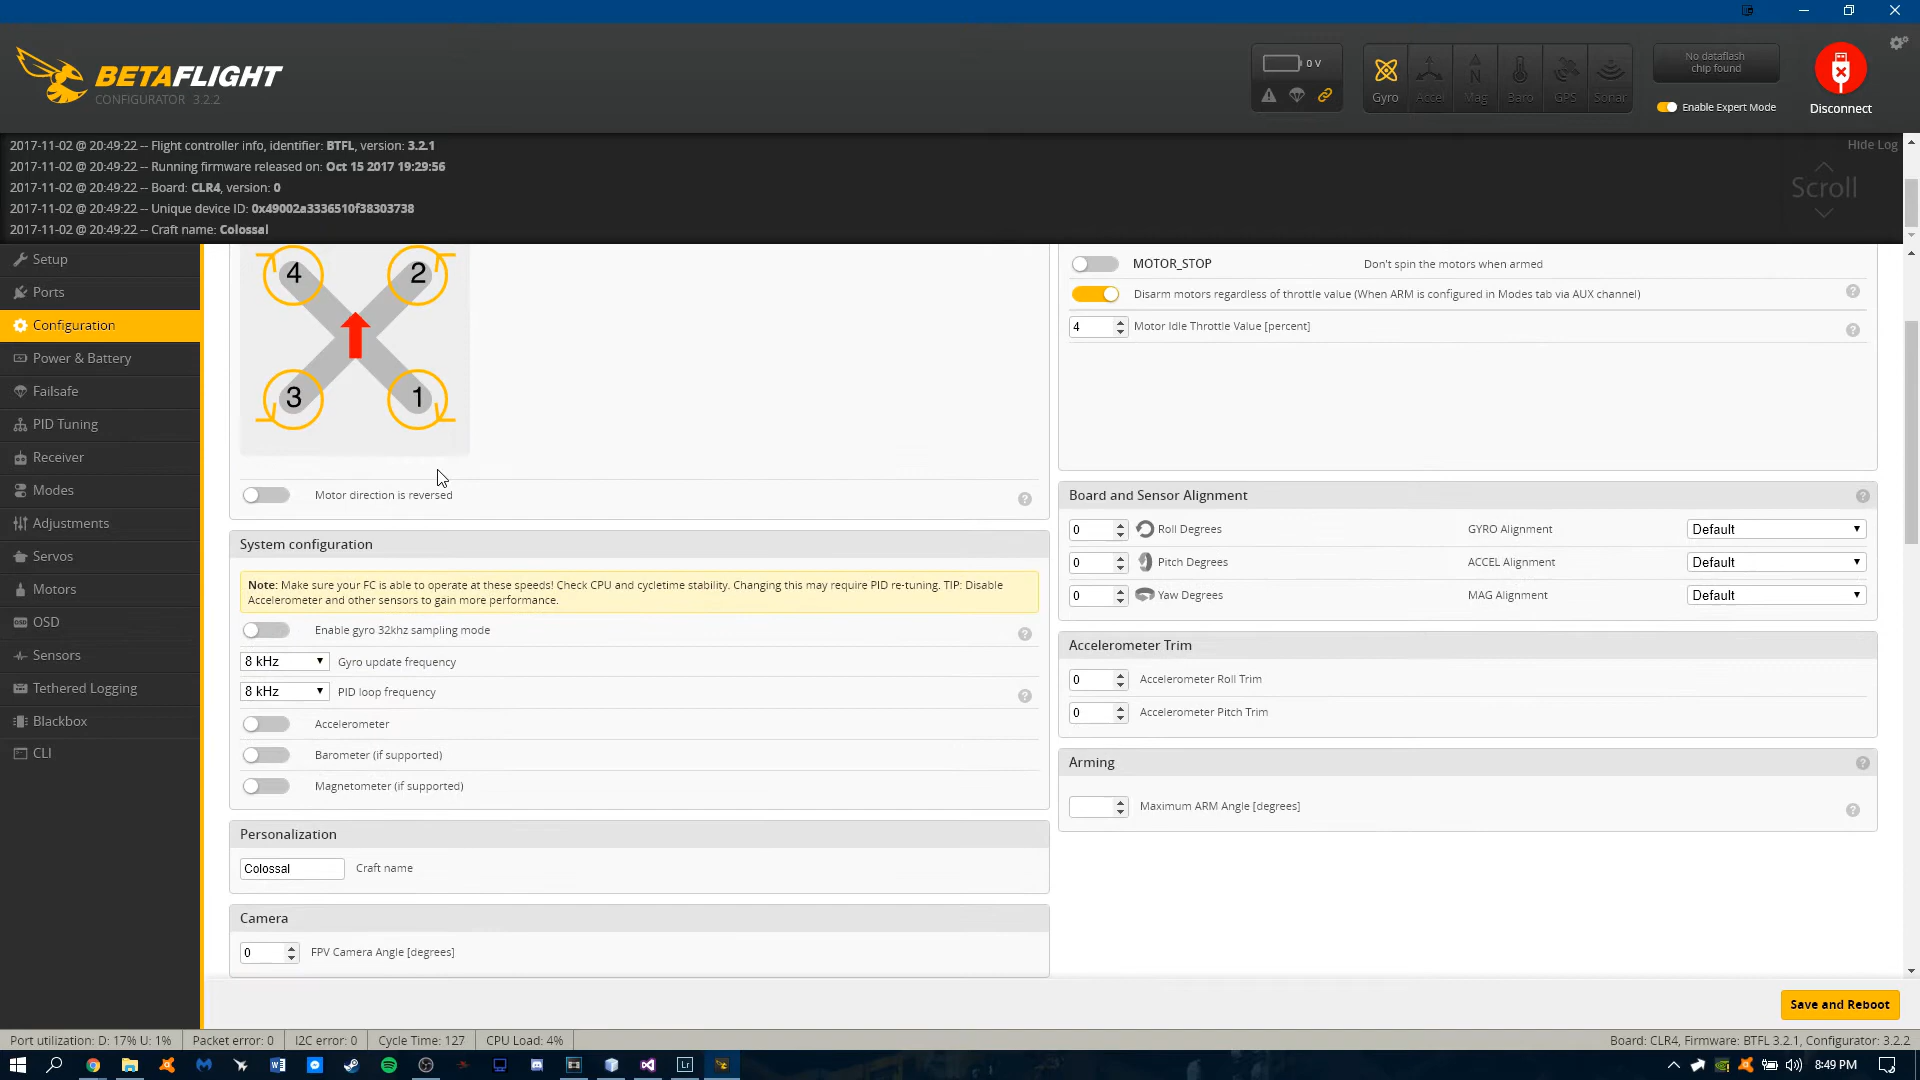 BETAFLIGHT
CONFIGURATOR 3.2.2
0 V
Gyro
Accel
Mag
Baro
GPS
Sonar
No dataflash
chip found
Enable Expert Mode
Disconnect
2017-11-02 @ 20:49:22 -- Flight controller info, identifier: BTFL, version: 3.2.1
2017-11-02 @ 20:49:22 -- Running firmware released on: Oct 15 2017 19:29:56
2017-11-02 @ 20:49:22 -- Board: CLR4, version: 0
2017-11-02 @ 20:49:22 -- Unique device ID: 0x49002a3336510f38303738
2017-11-02 @ 20:49:22 -- Craft name: Colossal
Hide Log
Scroll
Setup
Ports
Configuration
Power & Battery
Failsafe
PID Tuning
Receiver
Modes
Adjustments
Servos
Motors
OSD
Sensors
Tethered Logging
Blackbox
CLI
4
2
3
1
Motor direction is reversed
System configuration
Note: Make sure your FC is able to operate at these speeds! Check CPU and cycletime stability. Changing this may require PID re-tuning. TIP: Disable
Accelerometer and other sensors to gain more performance.
Enable gyro 32khz sampling mode
8 kHz Gyro update frequency
8 kHz PID loop frequency
Accelerometer
Barometer (if supported)
Magnetometer (if supported)
Personalization
Colossal Craft name
Camera
0 FPV Camera Angle [degrees]
MOTOR_STOP Don't spin the motors when armed
Disarm motors regardless of throttle value (When ARM is configured in Modes tab via AUX channel)
4 Motor Idle Throttle Value [percent]
Board and Sensor Alignment
0 Roll Degrees GYRO Alignment Default
0 Pitch Degrees ACCEL Alignment Default
0 Yaw Degrees MAG Alignment Default
Accelerometer Trim
0 Accelerometer Roll Trim
0 Accelerometer Pitch Trim
Arming
Maximum ARM Angle [degrees]
Save and Reboot
Port utilization: D: 17% U: 1% Packet error: 0 I2C error: 0 Cycle Time: 127 CPU Load: 4% Board: CLR4, Firmware: BTFL 3.2.1, Configurator: 3.2.2
8:49 PM